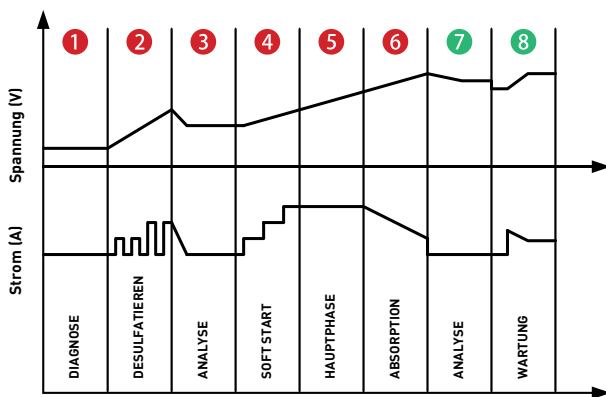 1 2 3 4 5 6 7 8
Spannung (V)
Strom (A)
DIAGNOSE
DESULFATIEREN
ANALYSE
SOFT START
HAUPTPHASE
ABSORPTION
ANALYSE
WARTUNG